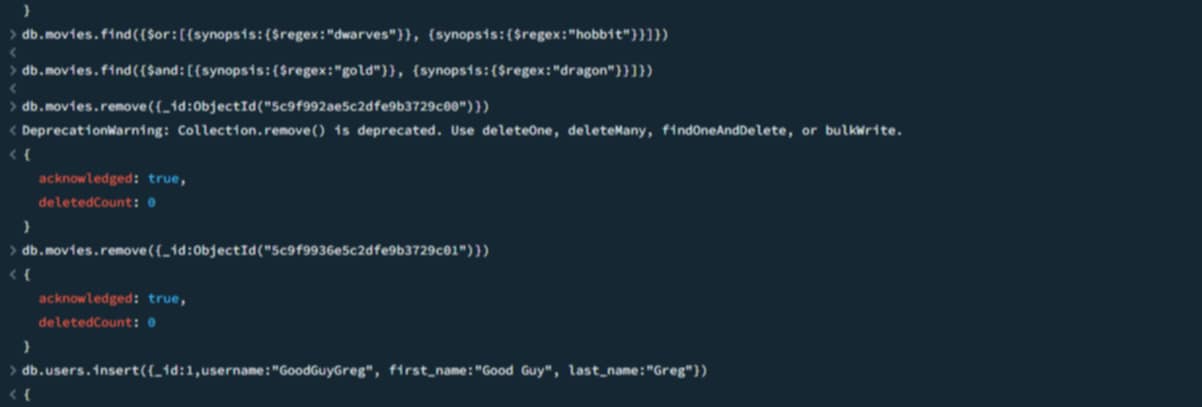 }
> db.movies.find({$or:[{synopsis:{$regex:"dwarves"}}, {synopsis:{$regex:"hobbit"}}]})
<
> db.movies.find({$and:[{synopsis:{$regex:"gold"}}, {synopsis:{$regex:"dragon"}}]})
<
> db.movies.remove({_id:ObjectId("5c9f992ae5c2dfe9b3729c00")})
< DeprecationWarning: Collection.remove() is deprecated. Use deleteOne, deleteMany, findOneAndDelete, or bulkWrite.
< {
acknowledged: true,
deletedCount: 0
}
> db.movies.remove({_id:ObjectId("5c9f9936e5c2dfe9b3729c01")})
< {
acknowledged: true,
deletedCount: 0
}
> db.users.insert({_id:1,username:"GoodGuyGreg", first_name:"Good Guy", last_name:"Greg"})
< {